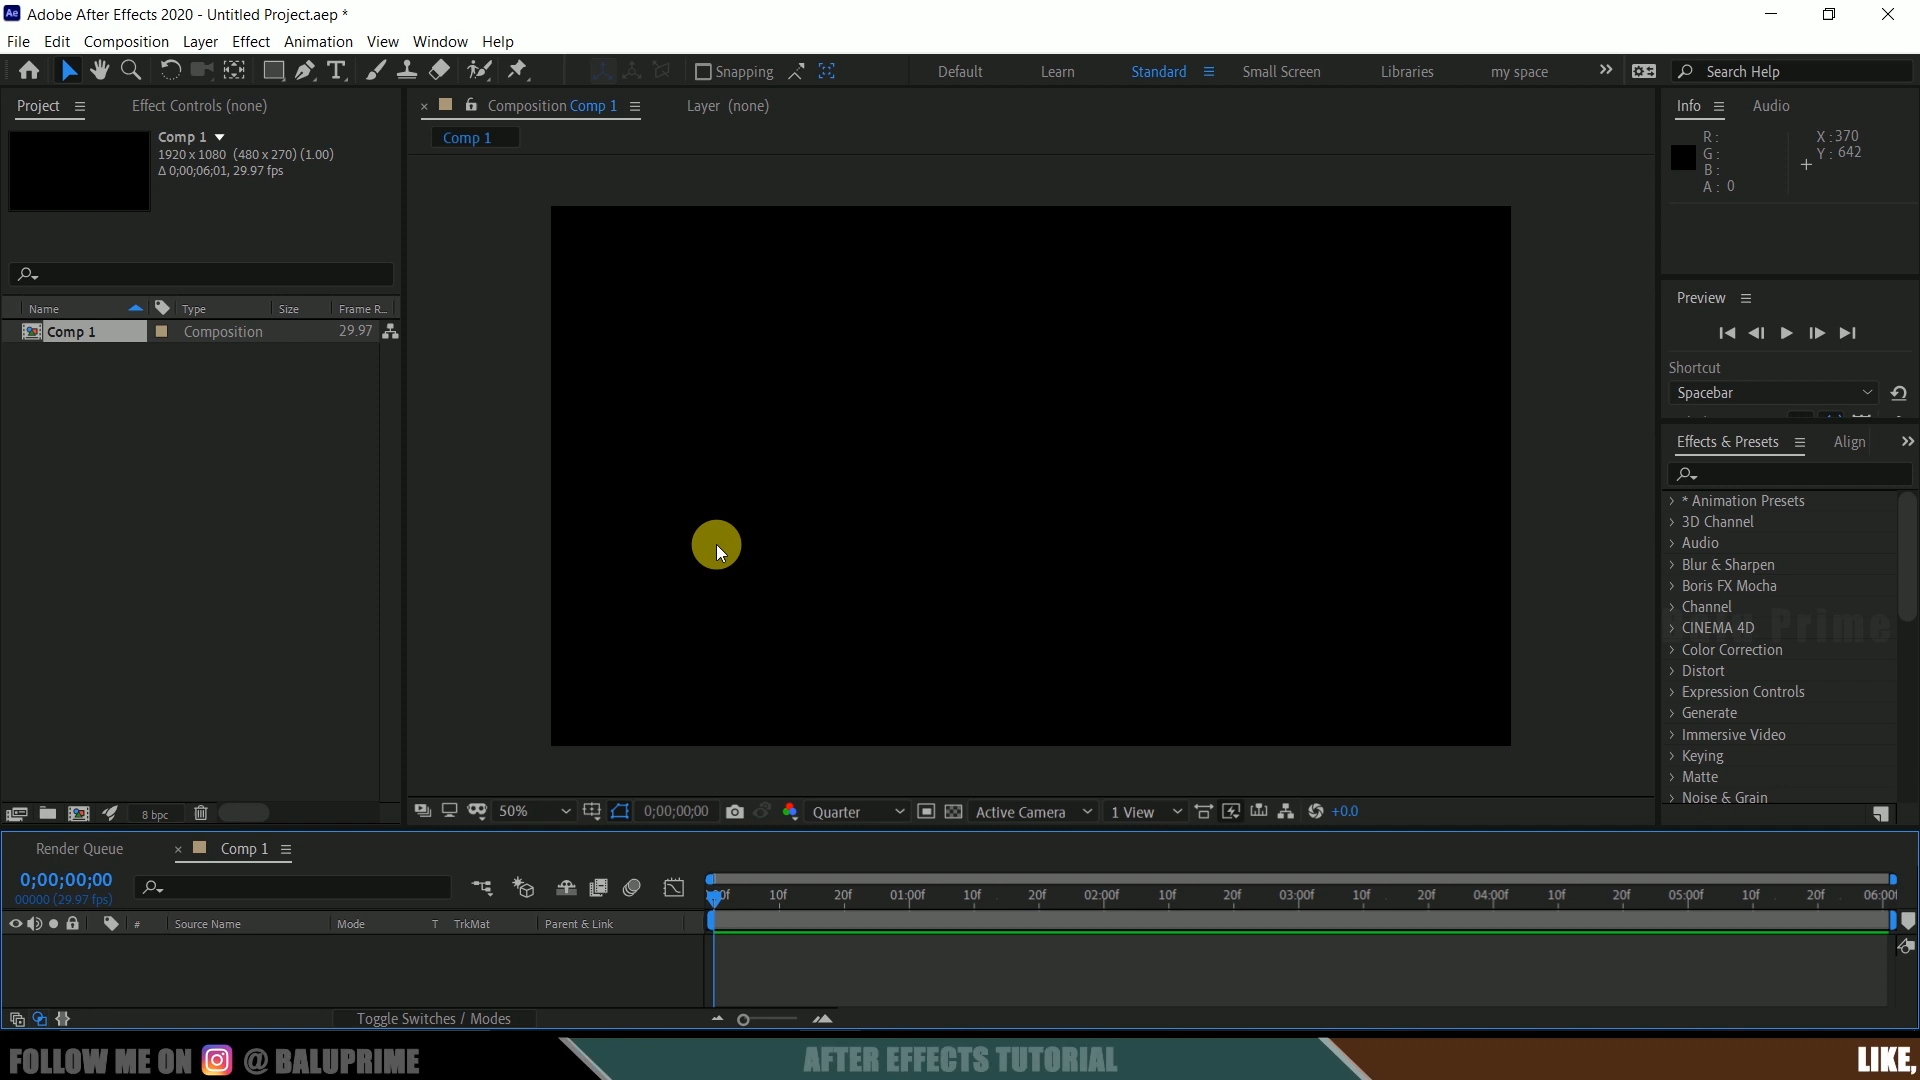 Ae Adobe After Effects 2020 - Untitled Project.aep *
File Edit Composition Layer Effect Animation View Window Help
Snapping Default Learn Standard Small Screen Libraries my space Search Help
Project Effect Controls (none)
Comp 1
1920 x 1080 (480 x 270) (1.00)
Δ 0;00;06;01, 29.97 fps
Name Type Size Frame R...
Comp 1 Composition 29.97
8 bpc
Composition Comp 1 Layer (none)
Comp 1
50% 0;00;00;00 Quarter Active Camera 1 View +0.0
Info Audio
R:
G:
B:
A: 0
X: 370
Y: 642
Preview
Shortcut
Spacebar
Effects & Presets Align
* Animation Presets
3D Channel
Audio
Blur & Sharpen
Boris FX Mocha
Channel
CINEMA 4D
Color Correction
Distort
Expression Controls
Generate
Immersive Video
Keying
Matte
Noise & Grain
Prime
Render Queue Comp 1
0;00;00;00
00000 (29.97 fps)
10f 20f 01:00f 10f 20f 02:00f 10f 20f 03:00f 10f 20f 04:00f 10f 20f 05:00f 10f 20f 06:00f
# Source Name Mode T TrkMat Parent & Link
Toggle Switches / Modes
FOLLOW ME ON @ BALUPRIME
AFTER EFFECTS TUTORIAL
LIKE,